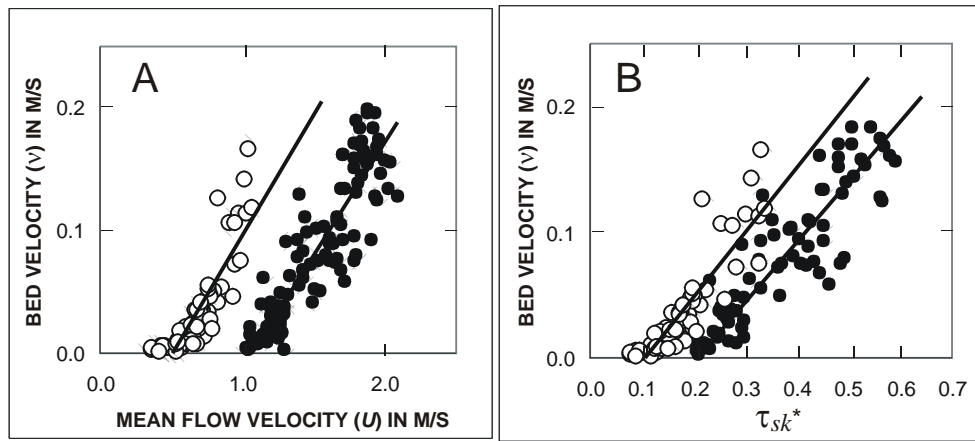 A
BED VELOCITY (ν) IN M/S
0.2
0.1
0.0
0.0 1.0 2.0
MEAN FLOW VELOCITY (U) IN M/S
B
BED VELOCITY (ν) IN M/S
0.2
0.1
0.0
0.0 0.1 0.2 0.3 0.4 0.5 0.6 0.7
τsk*